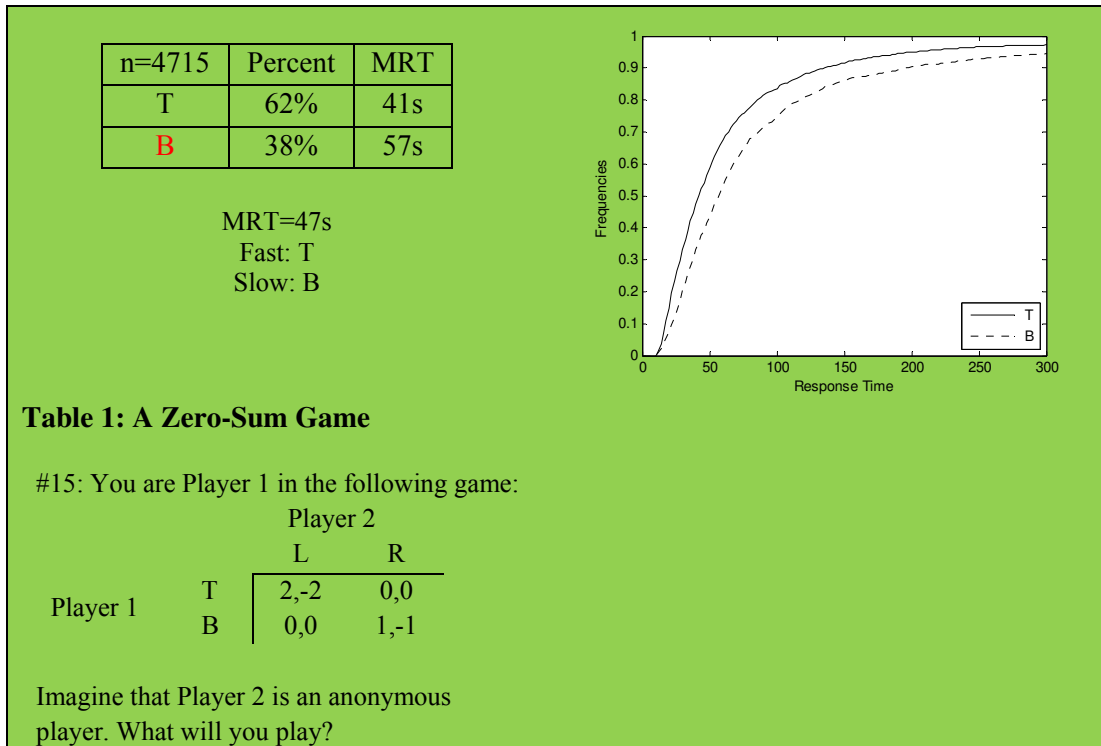 n=4715 Percent MRT
T 62% 41s
B 38% 57s
MRT=47s
Fast: T
Slow: B
1
0.9
0.8
0.7
0.6
0.5
0.4
0.3
0.2
0.1
0
Frequencies
0 50 100 150 200 250 300
Response Time
T
B
Table 1: A Zero-Sum Game
#15: You are Player 1 in the following game:
Player 2
L R
Player 1
T 2,-2 0,0
B 0,0 1,-1
Imagine that Player 2 is an anonymous
player. What will you play?